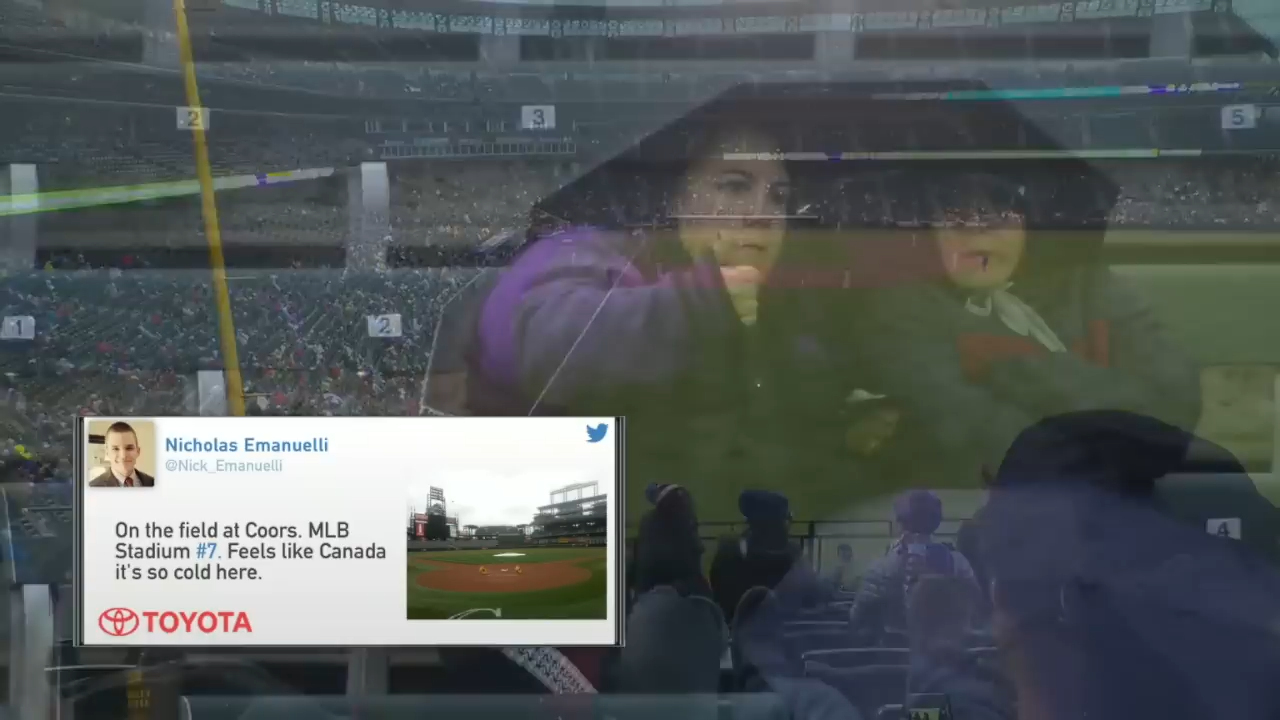 2
3
5
1
2
Nicholas Emanuelli
@Nick_Emanuelli
On the field at Coors. MLB
Stadium #7. Feels like Canada
it's so cold here.
TOYOTA
4